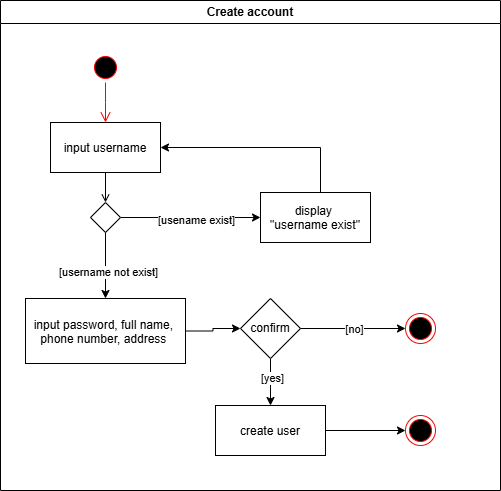 Create account
input username
[usename exist]
display
"username exist"
[username not exist]
input password, full name,
phone number, address
confirm
[no]
[yes]
create user